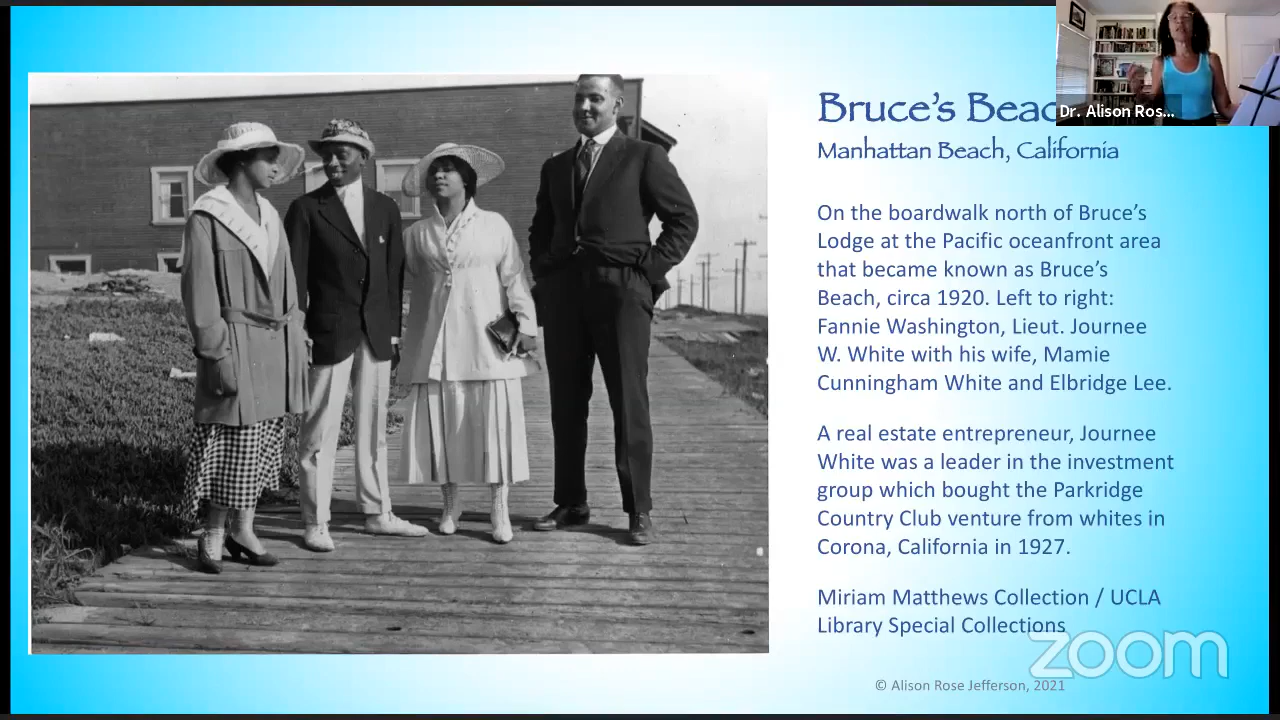 Bruce's Beac
Manhattan Beach, California
Dr. Alison Ros...
On the boardwalk north of Bruce's
Lodge at the Pacific oceanfront area
that became known as Bruce's
Beach, circa 1920. Left to right:
Fannie Washington, Lieut. Journee
W. White with his wife, Mamie
Cunningham White and Elbridge Lee.
A real estate entrepreneur, Journee
White was a leader in the investment
group which bought the Parkridge
Country Club venture from whites in
Corona, California in 1927.
Miriam Matthews Collection / UCLA
Library Special Collections
zoom
© Alison Rose Jefferson, 2021